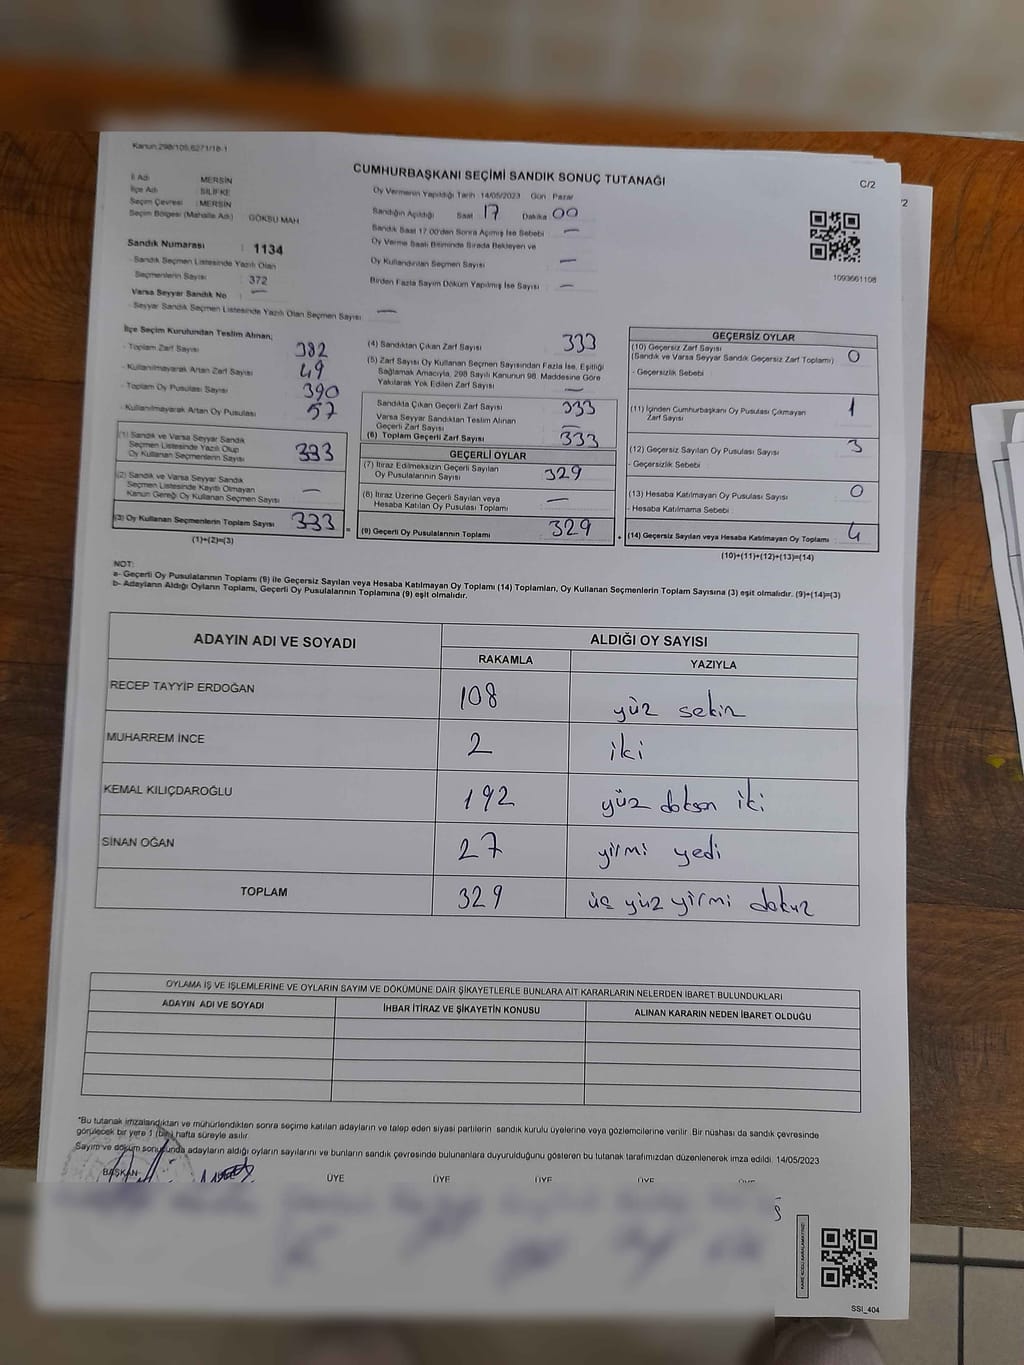 Kanun:298/105,6271/18-1
CUMHURBAŞKANI SEÇİMİ SANDIK SONUÇ TUTANAĞI
C/2
İl Adı : MERSİN
İlçe Adı : SİLİFKE
Seçim Çevresi : MERSİN
Seçim Bölgesi (Mahalle Adı) : GÖKSU MAH
Sandık Numarası : 1134
- Sandık Seçmen Listesinde Yazılı Olan
Seçmenlerin Sayısı : 372
Varsa Seyyar Sandık No : —
- Seyyar Sandık Seçmen Listesinde Yazılı Olan Seçmen Sayısı —
Oy Vermenin Yapıldığı Tarih 14/05/2023 Gün Pazar
Sandığın Açıldığı Saat 17 Dakika 00
Sandık Saat 17.00'den Sonra Açımış İse Sebebi —
Oy Verme Saati Bitiminde Sırada Bekleyen ve
Oy Kullandırılan Seçmen Sayısı —
Birden Fazla Sayım Döküm Yapılmış İse Sayısı —
1093661108
İlçe Seçim Kurulundan Teslim Alınan;
- Toplam Zarf Sayısı 382
- Kullanılmayarak Artan Zarf Sayısı 49
- Toplam Oy Pusulası Sayısı 390
- Kullanılmayarak Artan Oy Pusulası 57
(1) Sandık ve Varsa Seyyar Sandık
Seçmen Listesinde Yazılı Olup
Oy Kullanan Seçmenlerin Sayısı 333
(2) Sandık ve Varsa Seyyar Sandık
Seçmen Listesinde Kayıtlı Olmayan
Kanun Gereği Oy Kullanan Seçmen Sayısı —
(3) Oy Kullanan Seçmenlerin Toplam Sayısı 333
(1)+(2)=(3)
(4) Sandıktan Çıkan Zarf Sayısı 333
(5) Zarf Sayısı Oy Kullanan Seçmen Sayısından Fazla İse, Eşitliği
Sağlamak Amacıyla, 298 Sayılı Kanunun 98. Maddesine Göre
Yakılarak Yok Edilen Zarf Sayısı —
Sandıkta Çıkan Geçerli Zarf Sayısı 333
Varsa Seyyar Sandıktan Teslim Alınan
Geçerli Zarf Sayısı —
(6) Toplam Geçerli Zarf Sayısı 333
GEÇERLİ OYLAR
(7) İtiraz Edilmeksizin Geçerli Sayılan
Oy Pusulalarının Sayısı 329
(8) İtiraz Üzerine Geçerli Sayılan veya
Hesaba Katılan Oy Pusulası Toplamı —
(9) Geçerli Oy Pusulalarının Toplamı 329
GEÇERSİZ OYLAR
(10) Geçersiz Zarf Sayısı 0
(Sandık ve Varsa Seyyar Sandık Geçersiz Zarf Toplamı)
- Geçersizlik Sebebi
(11) İçinden Cumhurbaşkanı Oy Pusulası Çıkmayan
Zarf Sayısı 1
(12) Geçersiz Sayılan Oy Pusulası Sayısı 3
- Geçersizlik Sebebi
(13) Hesaba Katılmayan Oy Pusulası Sayısı 0
- Hesaba Katılmama Sebebi
(14) Geçersiz Sayılan veya Hesaba Katılmayan Oy Toplamı 4
(10)+(11)+(12)+(13)=(14)
NOT:
a- Geçerli Oy Pusulalarının Toplamı (9) ile Geçersiz Sayılan veya Hesaba Katılmayan Oy Toplamı (14) Toplamları, Oy Kullanan Seçmenlerin Toplam Sayısına (3) eşit olmalıdır. (9)+(14)=(3)
b- Adayların Aldığı Oyların Toplamı, Geçerli Oy Pusulalarının Toplamına (9) eşit olmalıdır.
ADAYIN ADI VE SOYADI ALDIĞI OY SAYISI
RAKAMLA YAZIYLA
RECEP TAYYİP ERDOĞAN 108 yüz sekiz
MUHARREM İNCE 2 iki
KEMAL KILIÇDAROĞLU 192 yüz doksan iki
SİNAN OĞAN 27 yirmi yedi
TOPLAM 329 üç yüz yirmi dokuz
OYLAMA İŞ VE İŞLEMLERİNE VE OYLARIN SAYIM VE DÖKÜMÜNE DAİR ŞİKAYETLERLE BUNLARA AİT KARARLARIN NELERDEN İBARET BULUNDUKLARI
ADAYIN ADI VE SOYADI İHBAR İTİRAZ VE ŞİKAYETİN KONUSU ALINAN KARARIN NEDEN İBARET OLDUĞU
*Bu tutanak imzalandıktan ve mühürlendikten sonra seçime katılan adayların ve talep eden siyasi partilerin sandık kurulu üyelerine veya gözlemcilerine verilir. Bir nüshası da sandık çevresinde
görülecek bir yere 1 (bir) hafta süreyle asılır.
Sayım ve döküm sonucunda adayların aldığı oyların sayılarını ve bunların sandık çevresinde bulunanlara duyurulduğunu gösteren bu tutanak tarafımızdan düzenlenerek imza edildi. 14/05/2023
BAŞKAN ÜYE ÜYE ÜYE ÜYE ÜYE
SSI_404